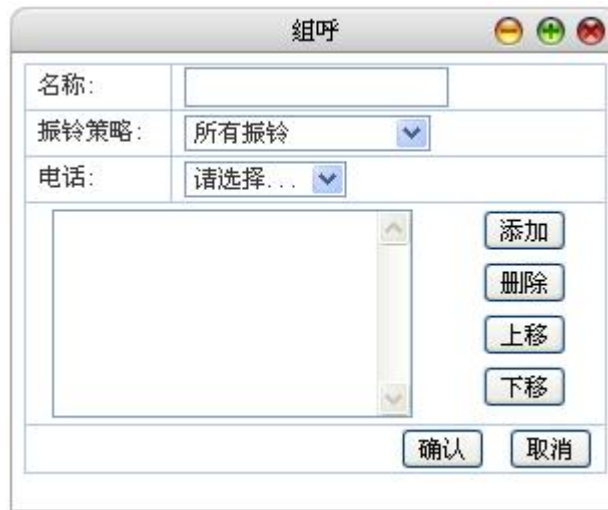 组呼
名称:
振铃策略: 所有振铃
电话: 请选择...
添加
删除
上移
下移
确认 取消